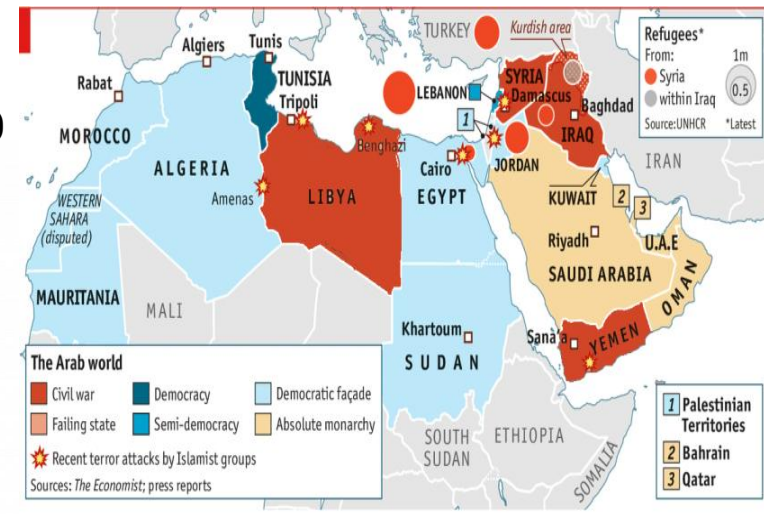 TURKEY
Kurdish area
Refugees*
From:
Syria
within Iraq
1m
0.5
Source:UNHCR *Latest
Algiers
Tunis
Rabat
TUNISIA
Tripoli
LEBANON
SYRIA
Damascus
Baghdad
MOROCCO
1
IRAQ
Benghazi
ALGERIA
Cairo
JORDAN
IRAN
Amenas
LIBYA
EGYPT
KUWAIT
2
3
WESTERN
SAHARA
(disputed)
Riyadh
U.A.E
SAUDI ARABIA
OMAN
MAURITANIA
MALI
Khartoum
Sana'a
YEMEN
SUDAN
The Arab world
Civil war
Democracy
Democratic façade
Failing state
Semi-democracy
Absolute monarchy
Recent terror attacks by Islamist groups
Sources: The Economist; press reports
SOUTH
SUDAN
ETHIOPIA
SOMALIA
1 Palestinian
Territories
2 Bahrain
3 Qatar